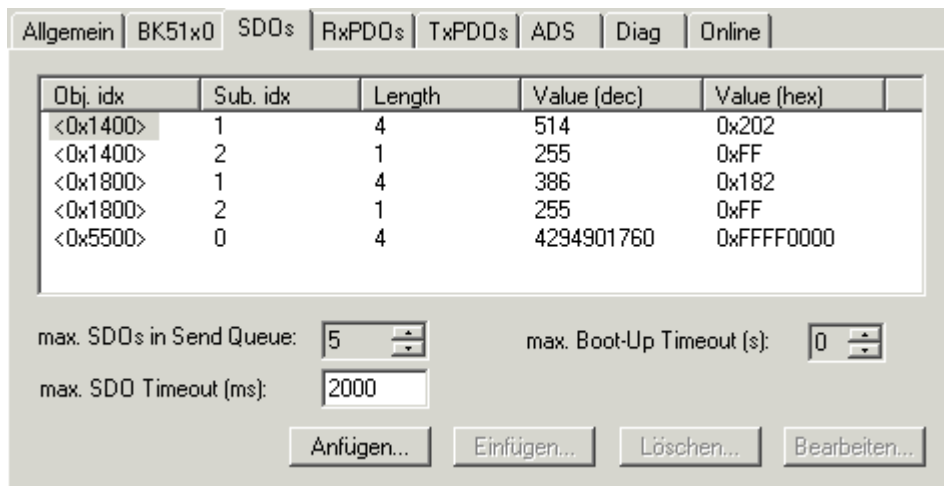 Allgemein BK51x0 SDOs RxPDOs TxPDOs ADS Diag Online
Obj. idx Sub. idx Length Value (dec) Value (hex)
<0x1400> 1 4 514 0x202
<0x1400> 2 1 255 0xFF
<0x1800> 1 4 386 0x182
<0x1800> 2 1 255 0xFF
<0x5500> 0 4 4294901760 0xFFFF0000
max. SDOs in Send Queue: 5 max. Boot-Up Timeout (s): 0
max. SDO Timeout (ms): 2000
Anfügen... Einfügen... Löschen... Bearbeiten...